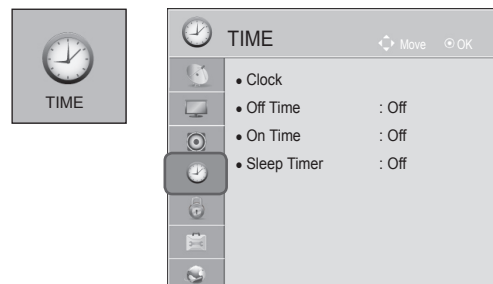 TIME
TIME Move OK
• Clock
• Off Time : Off
• On Time : Off
• Sleep Timer : Off